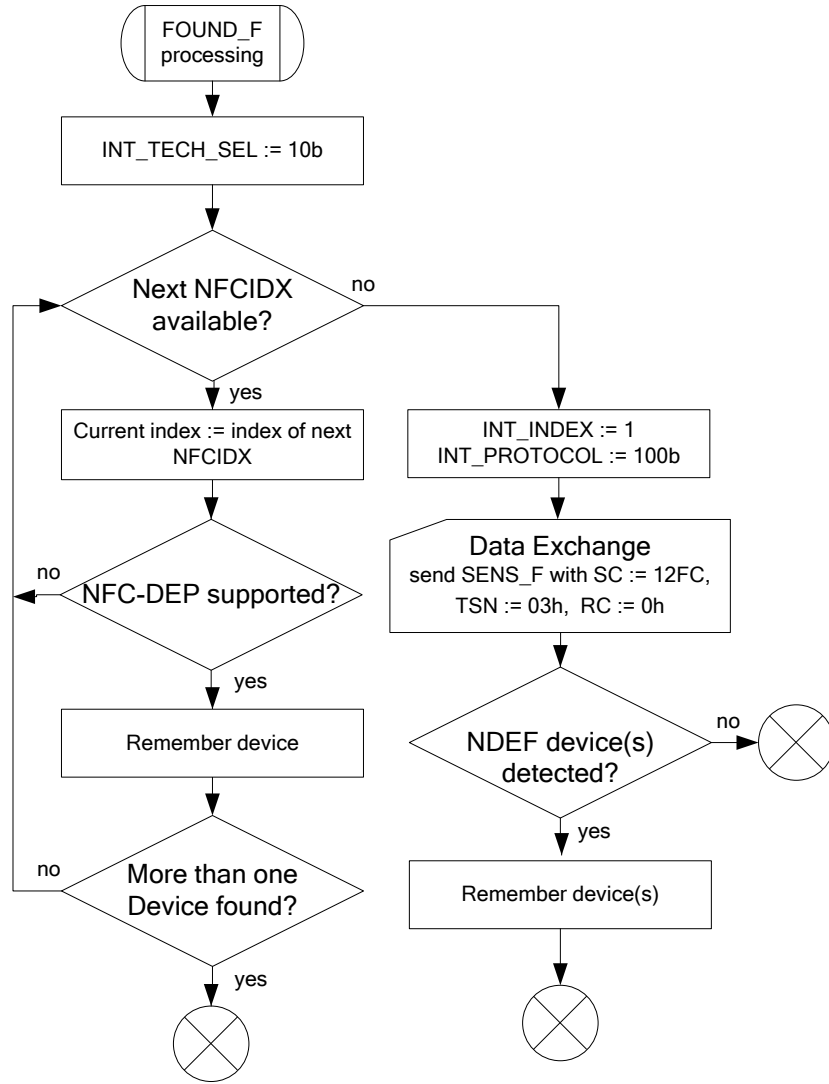 FOUND_F
processing
INT_TECH_SEL := 10b
Next NFCIDX
available?
no
yes
Current index := index of next
NFCIDX
INT_INDEX := 1
INT_PROTOCOL := 100b
NFC-DEP supported?
no
yes
Data Exchange
send SENS_F with SC := 12FC,
TSN := 03h, RC := 0h
Remember device
NDEF device(s)
detected?
no
yes
More than one
Device found?
no
yes
Remember device(s)